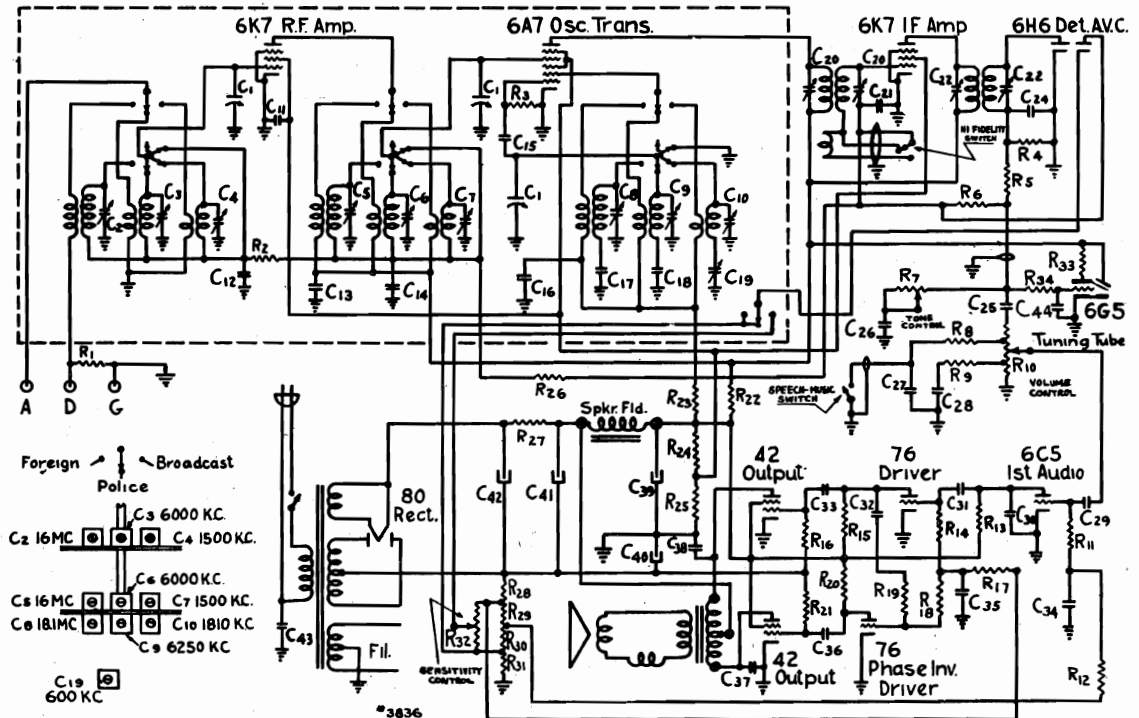 6K7 R.F. Amp.
6A7 Osc. Trans.
6K7 IF Amp
6H6 Det. A.V.C.
C1
C11
C1
R3
C15
C20
C20
C21
C22
C22
C24
HI FIDELITY
SWITCH
R4
R5
R6
C2
C3
C4
C5
C6
C7
C1
C8
C9
C10
R2
C12
C13
C14
C16
C17
C18
C19
R7
TONE
CONTROL
C26
C25
R34
R33
C44
6G5
Tuning Tube
R8
R9
R10
VOLUME
CONTROL
C27
C28
SPEECH-MUSIC
SWITCH
R1
A
D
G
R26
R23
R22
Foreign
Broadcast
Police
C3 6000 K.C.
C2 16 MC
C4 1500 K.C.
C6 6000 K.C.
C5 16 MC
C7 1500 K.C.
C8 18.1MC
C10 1810 K.C.
C9 6250 KC
C19
600 KC
C43
80
Rect.
Fil.
R27
Spkr. Fld.
C42
C41
C39
C40
R24
R25
C38
R28
R29
R30
R31
R32
SENSITIVITY
CONTROL
42
Output
76
Driver
6C5
1st Audio
C33
C32
C31
C30
C29
R16
R15
R14
R13
R11
R20
R19
R18
R17
R21
C36
C35
C34
R12
C37
42
Output
76
Phase Inv.
Driver
#3836